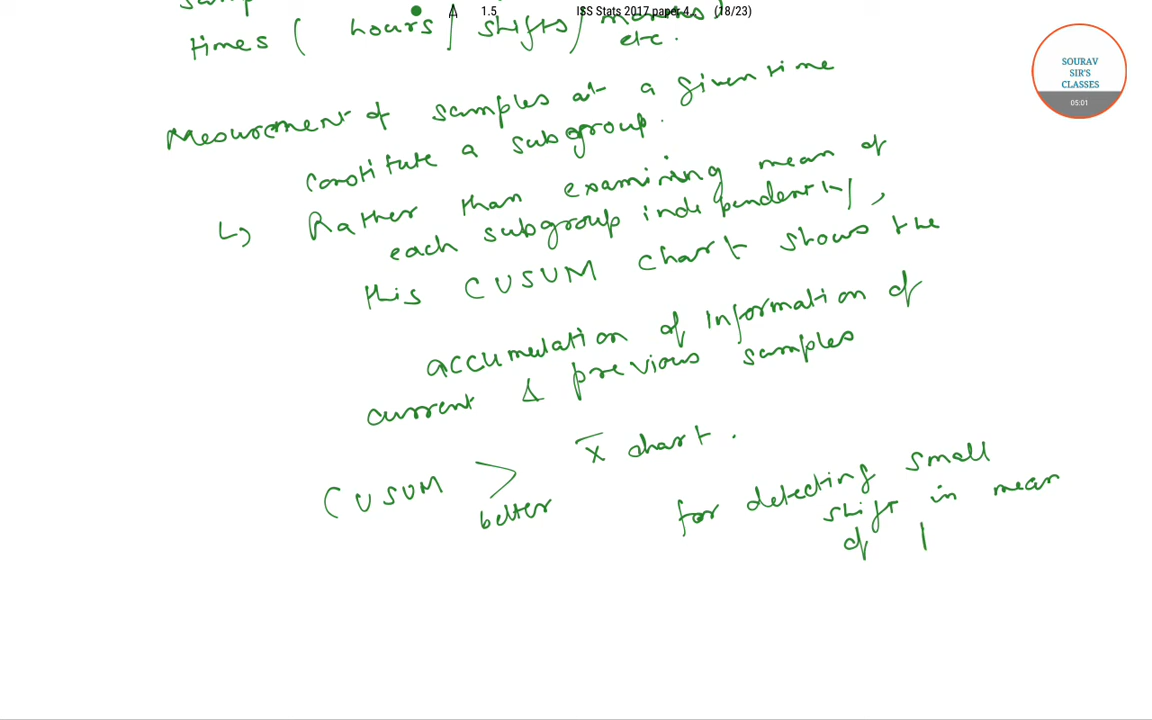 1.5 ISS Stats 2017 paper 4.. (18/23)
times ( hours / shifts /
etc.
SOURAV
SIR'S
CLASSES
05:01
Mesurcment of samples at a given time
constitute a subgroup.
↳ Rather than examining mean of
each subgroup independently,
this CUSUM chart shows the
accumulation of information of
current & previous samples
CUSUM > x̄ chart.
better for detecting small
shift in mean
of